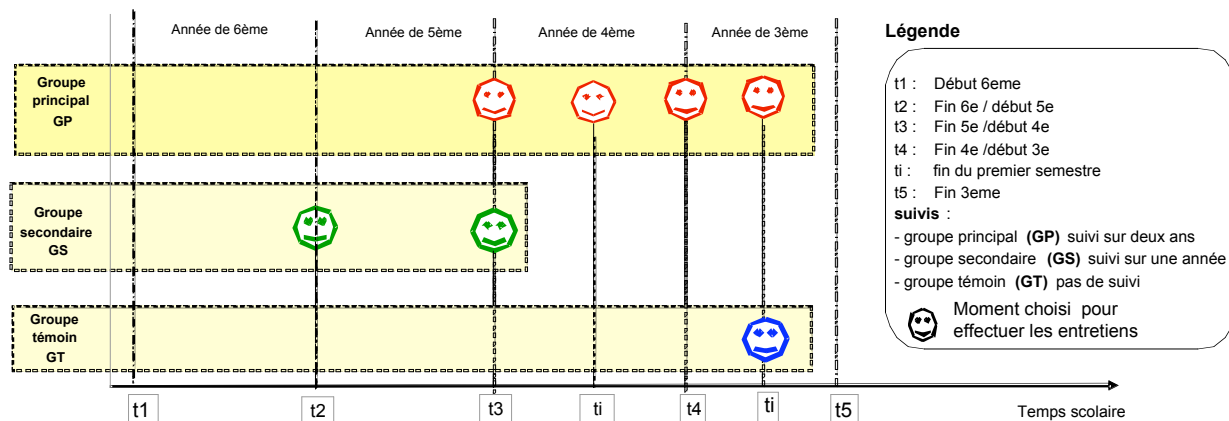 Année de 6ème
Année de 5ème
Année de 4ème
Année de 3ème
Groupe
principal
GP
Groupe
secondaire
GS
Groupe
témoin
GT
t1
t2
t3
ti
t4
ti
t5
Temps scolaire
Légende
t1 : Début 6eme
t2 : Fin 6e / début 5e
t3 : Fin 5e /début 4e
t4 : Fin 4e /début 3e
ti : fin du premier semestre
t5 : Fin 3eme
suivis :
- groupe principal (GP) suivi sur deux ans
- groupe secondaire (GS) suivi sur une année
- groupe témoin (GT) pas de suivi
Moment choisi pour
effectuer les entretiens